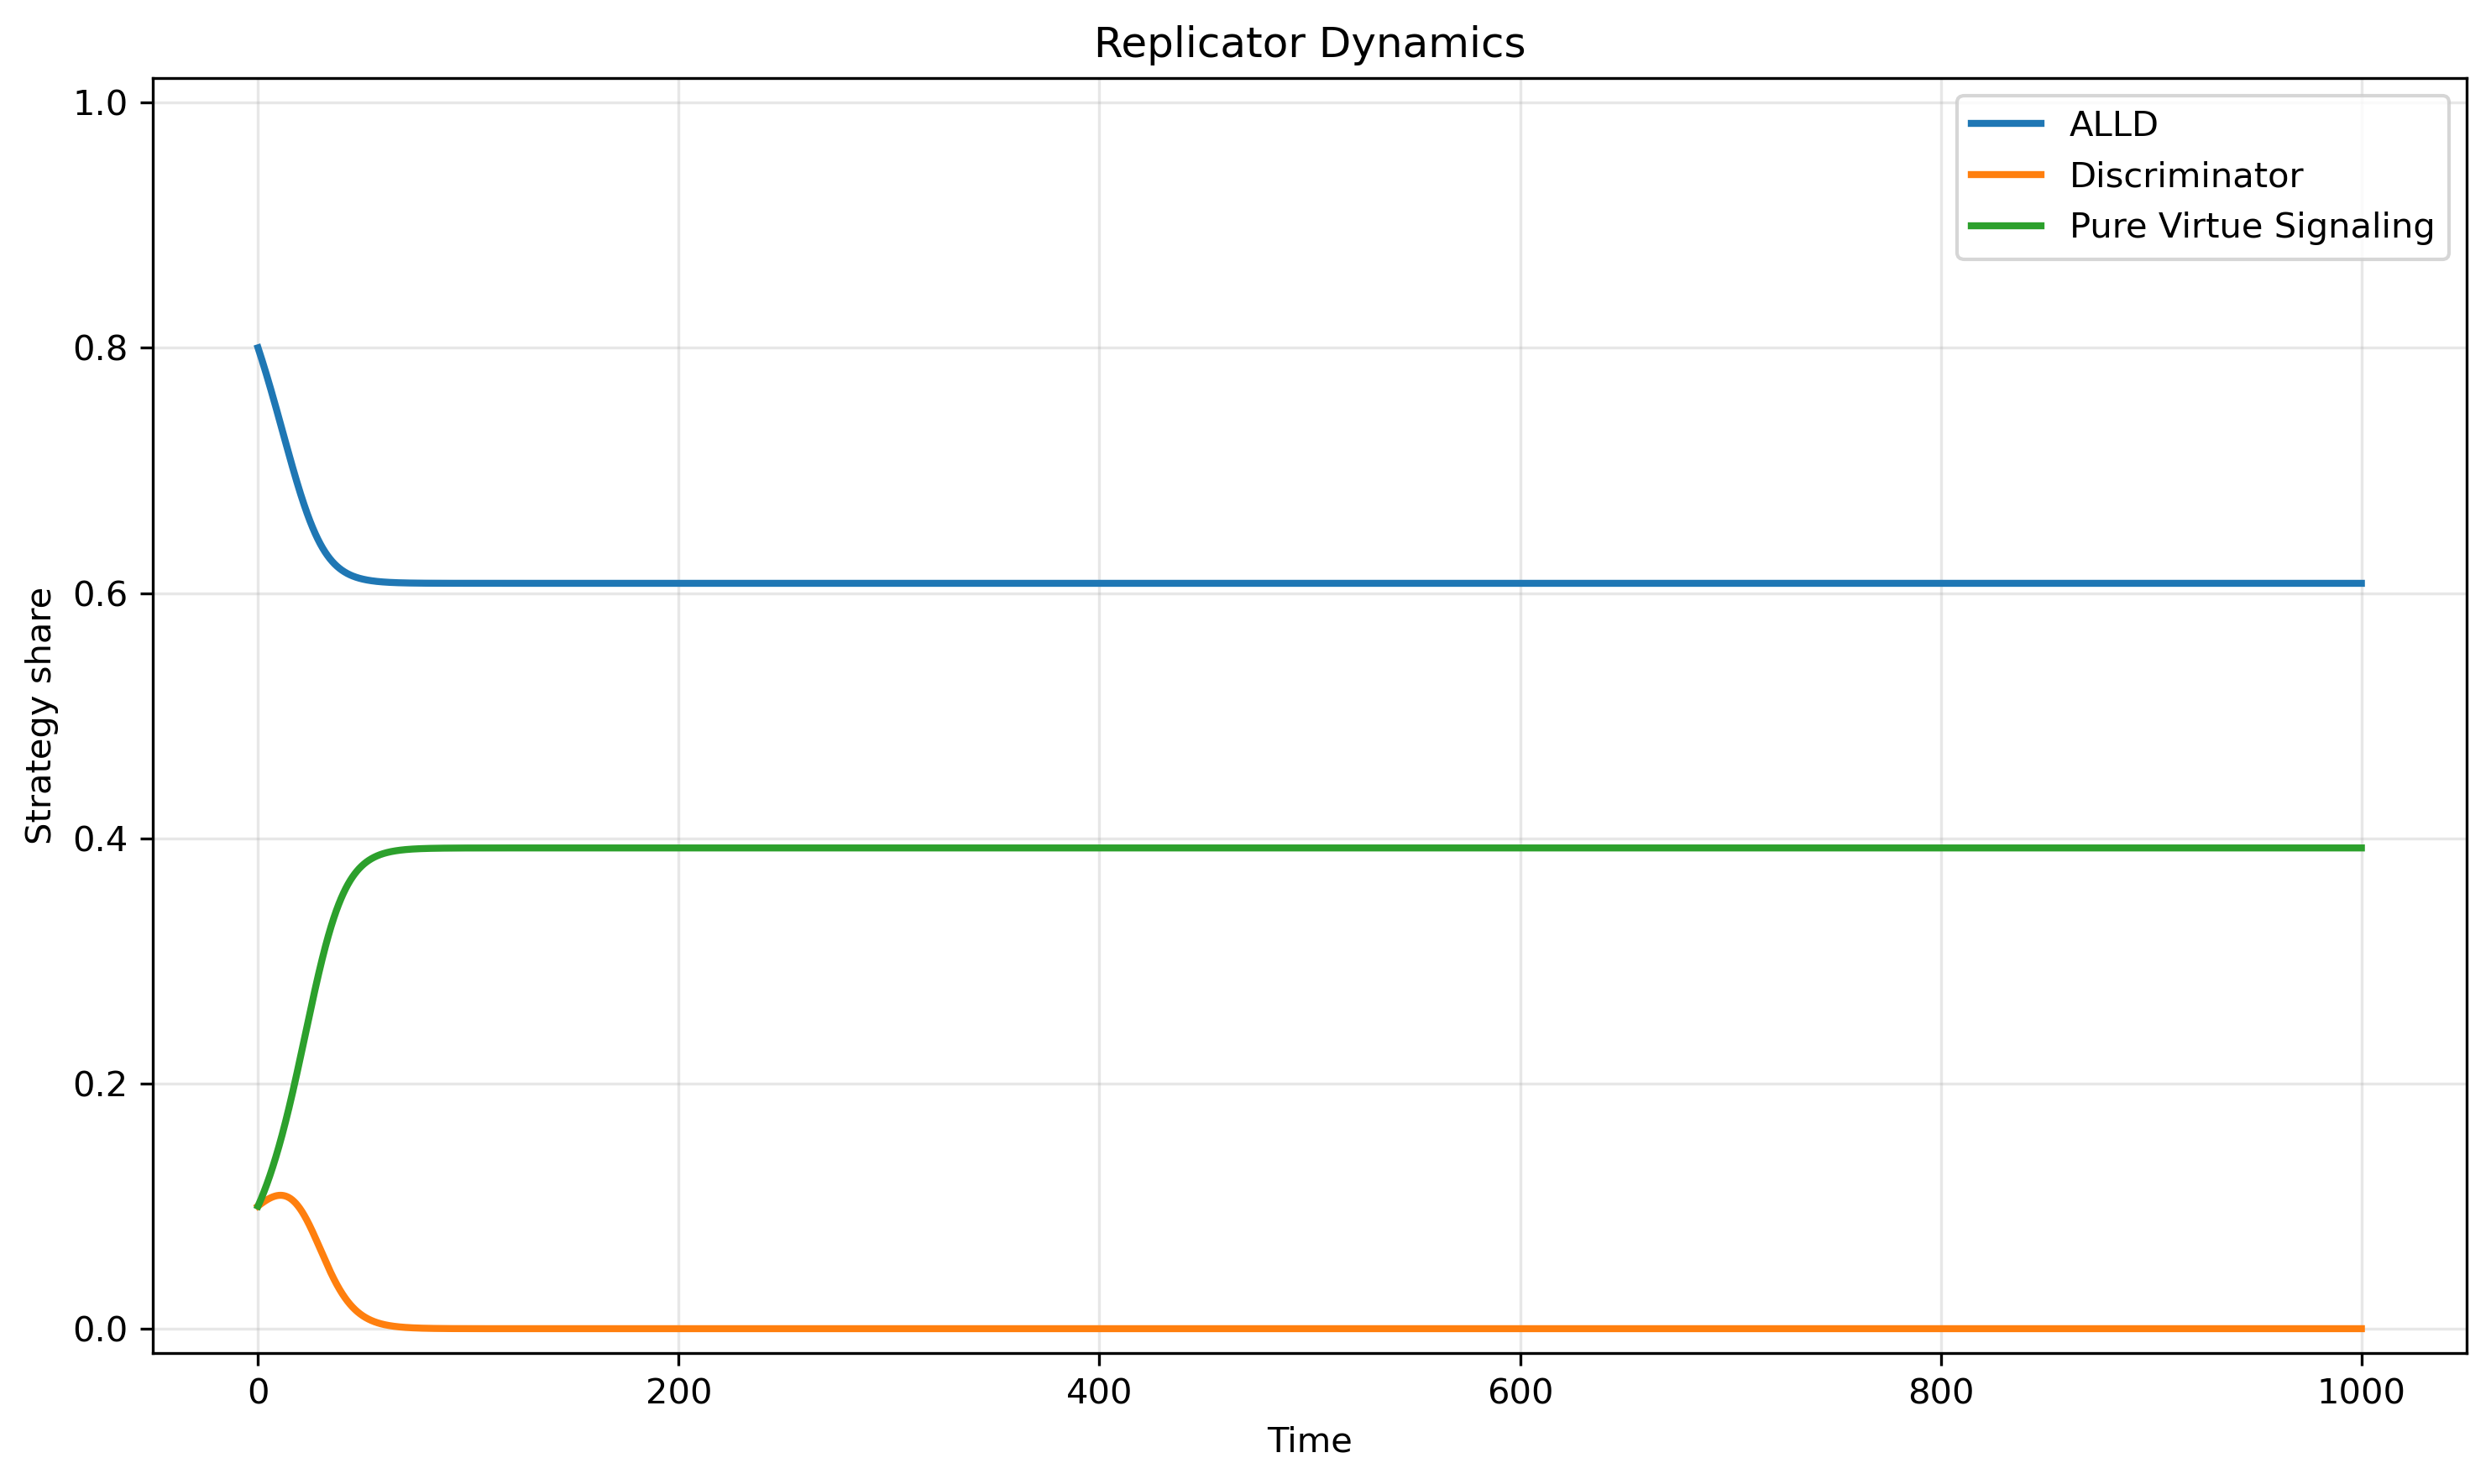 Replicator Dynamics
1.0
0.8
0.6
0.4
0.2
0.0
Strategy share
ALLD
Discriminator
Pure Virtue Signaling
0 200 400 600 800 1000
Time